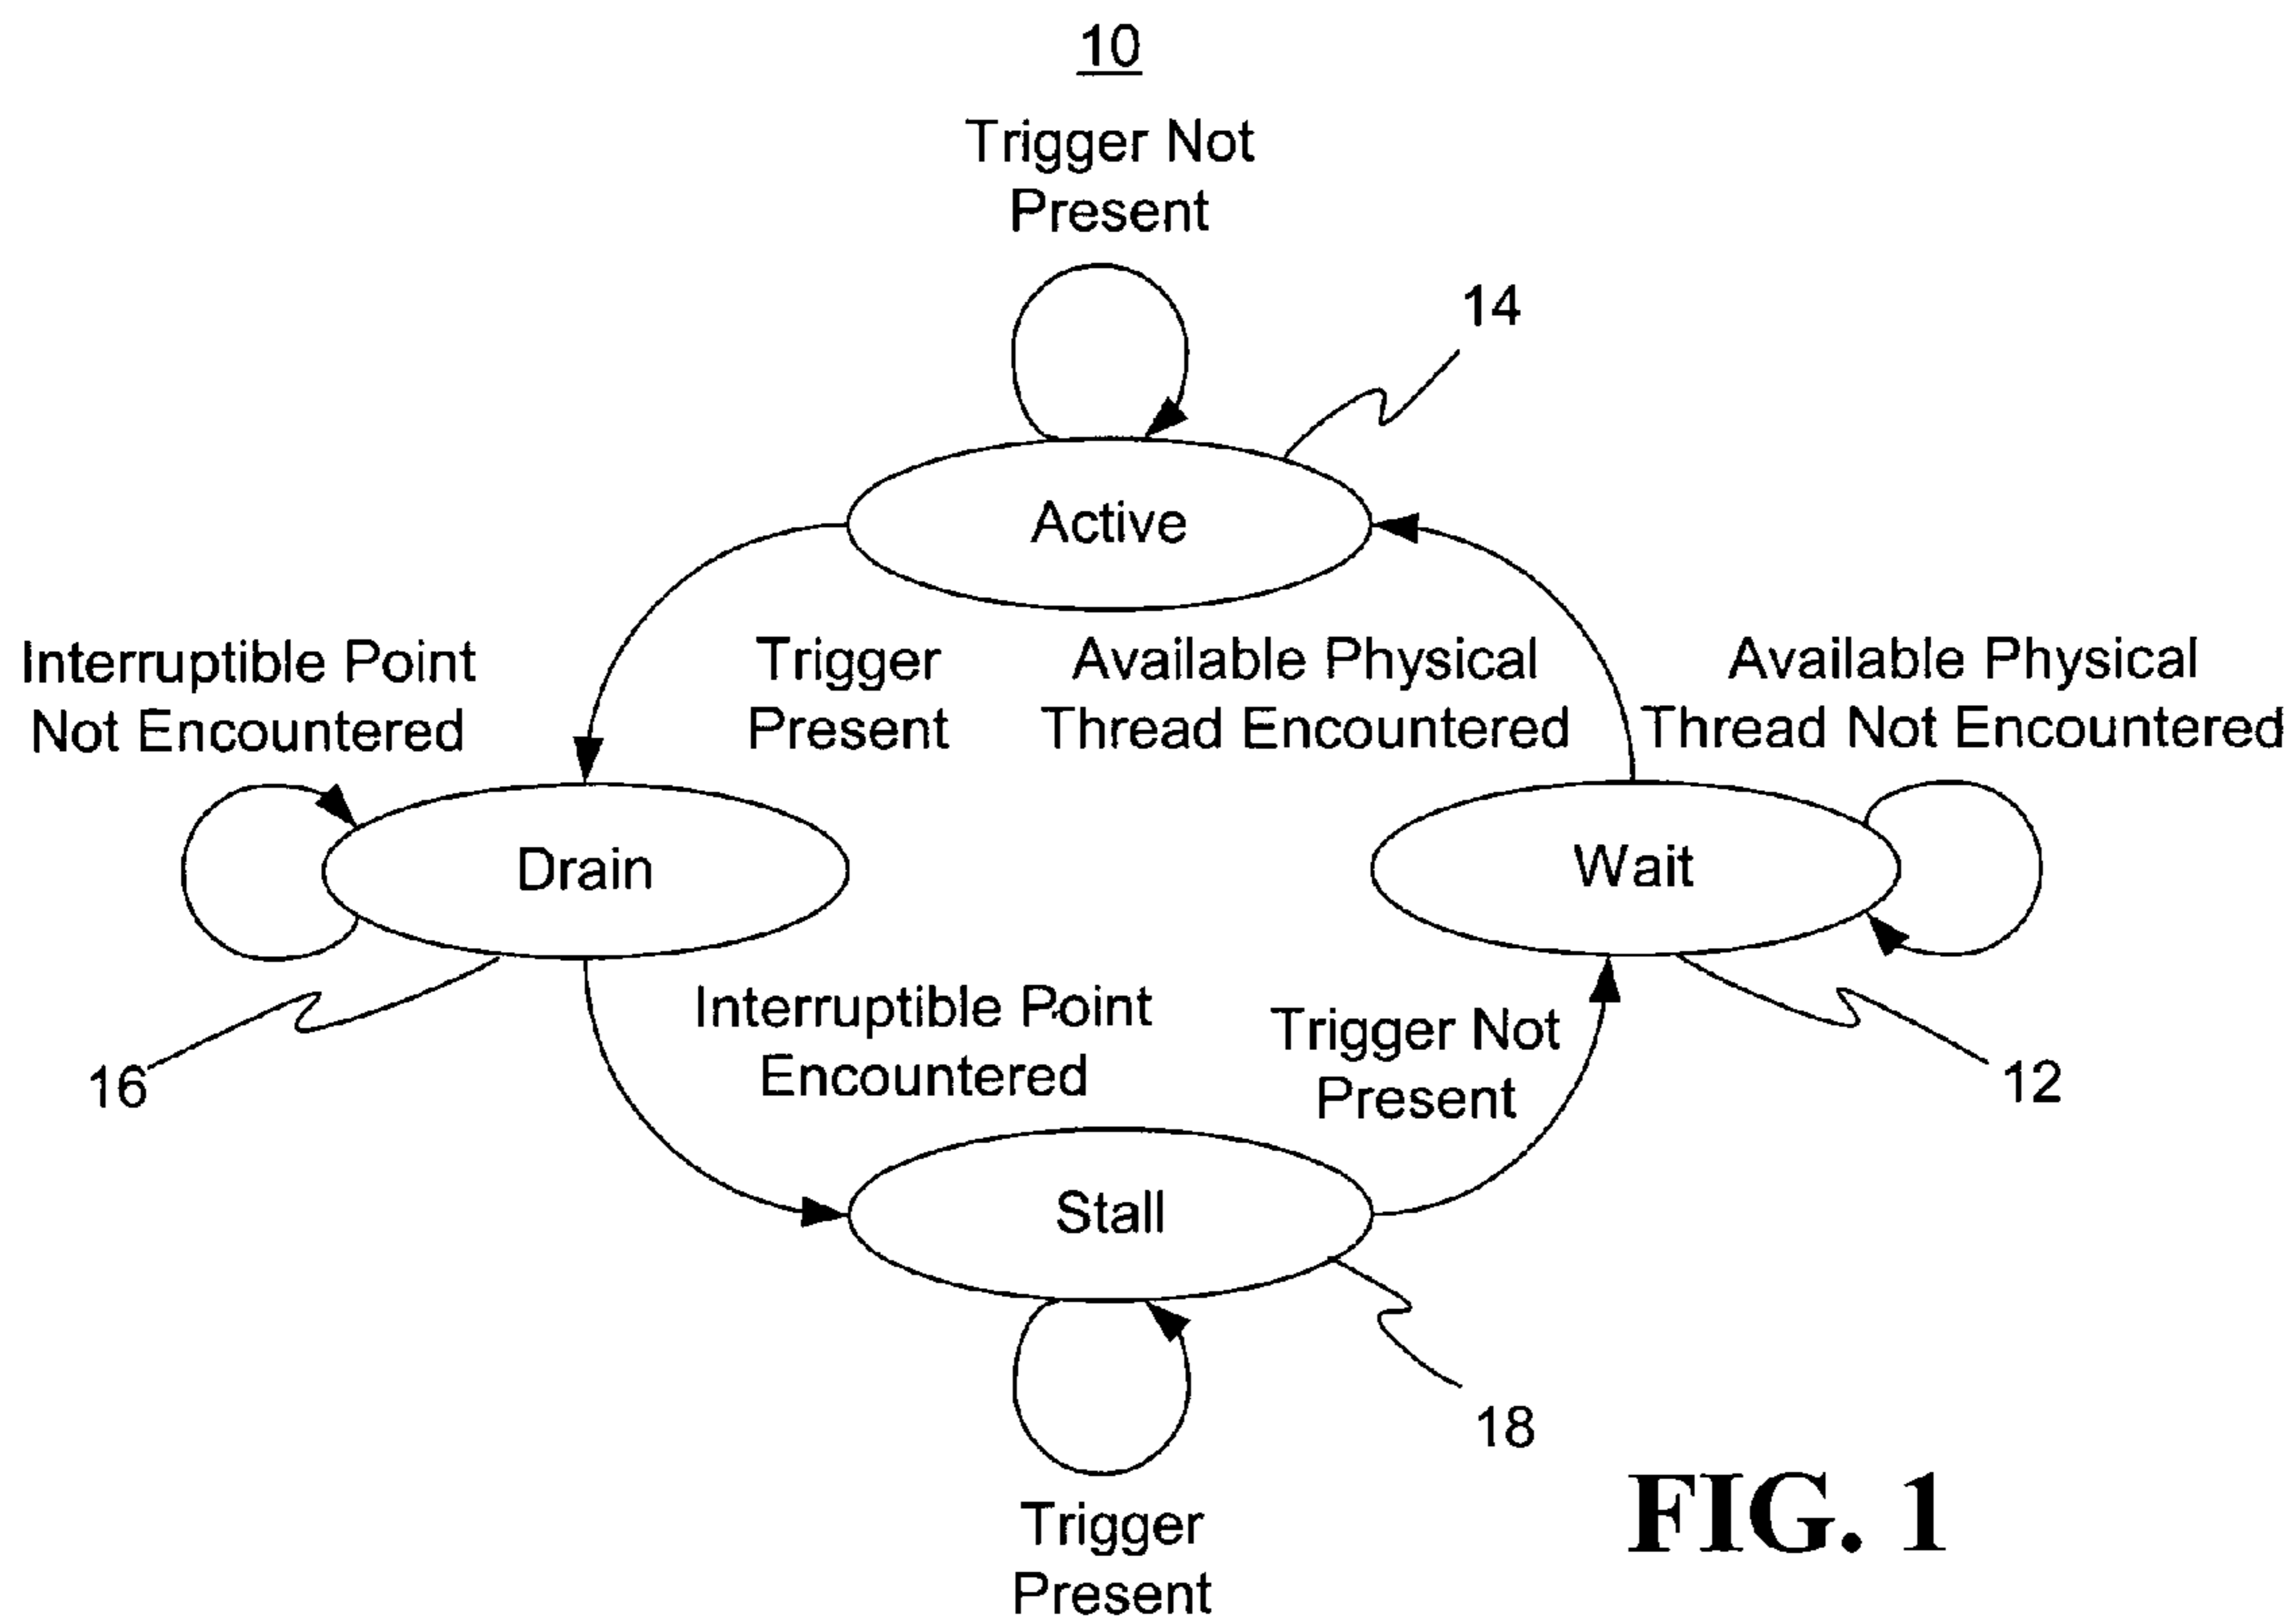 10
Trigger Not
Present
14
Active
Interruptible Point
Not Encountered
Trigger
Present
Available Physical
Thread Encountered
Available Physical
Thread Not Encountered
Drain
Wait
Interruptible Point
Encountered
Trigger Not
Present
16
12
Stall
18
Trigger
Present
FIG. 1